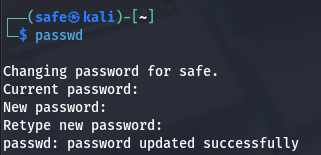 ┌──(safe㉿kali)-[~]
└─$ passwd
Changing password for safe.
Current password:
New password:
Retype new password:
passwd: password updated successfully